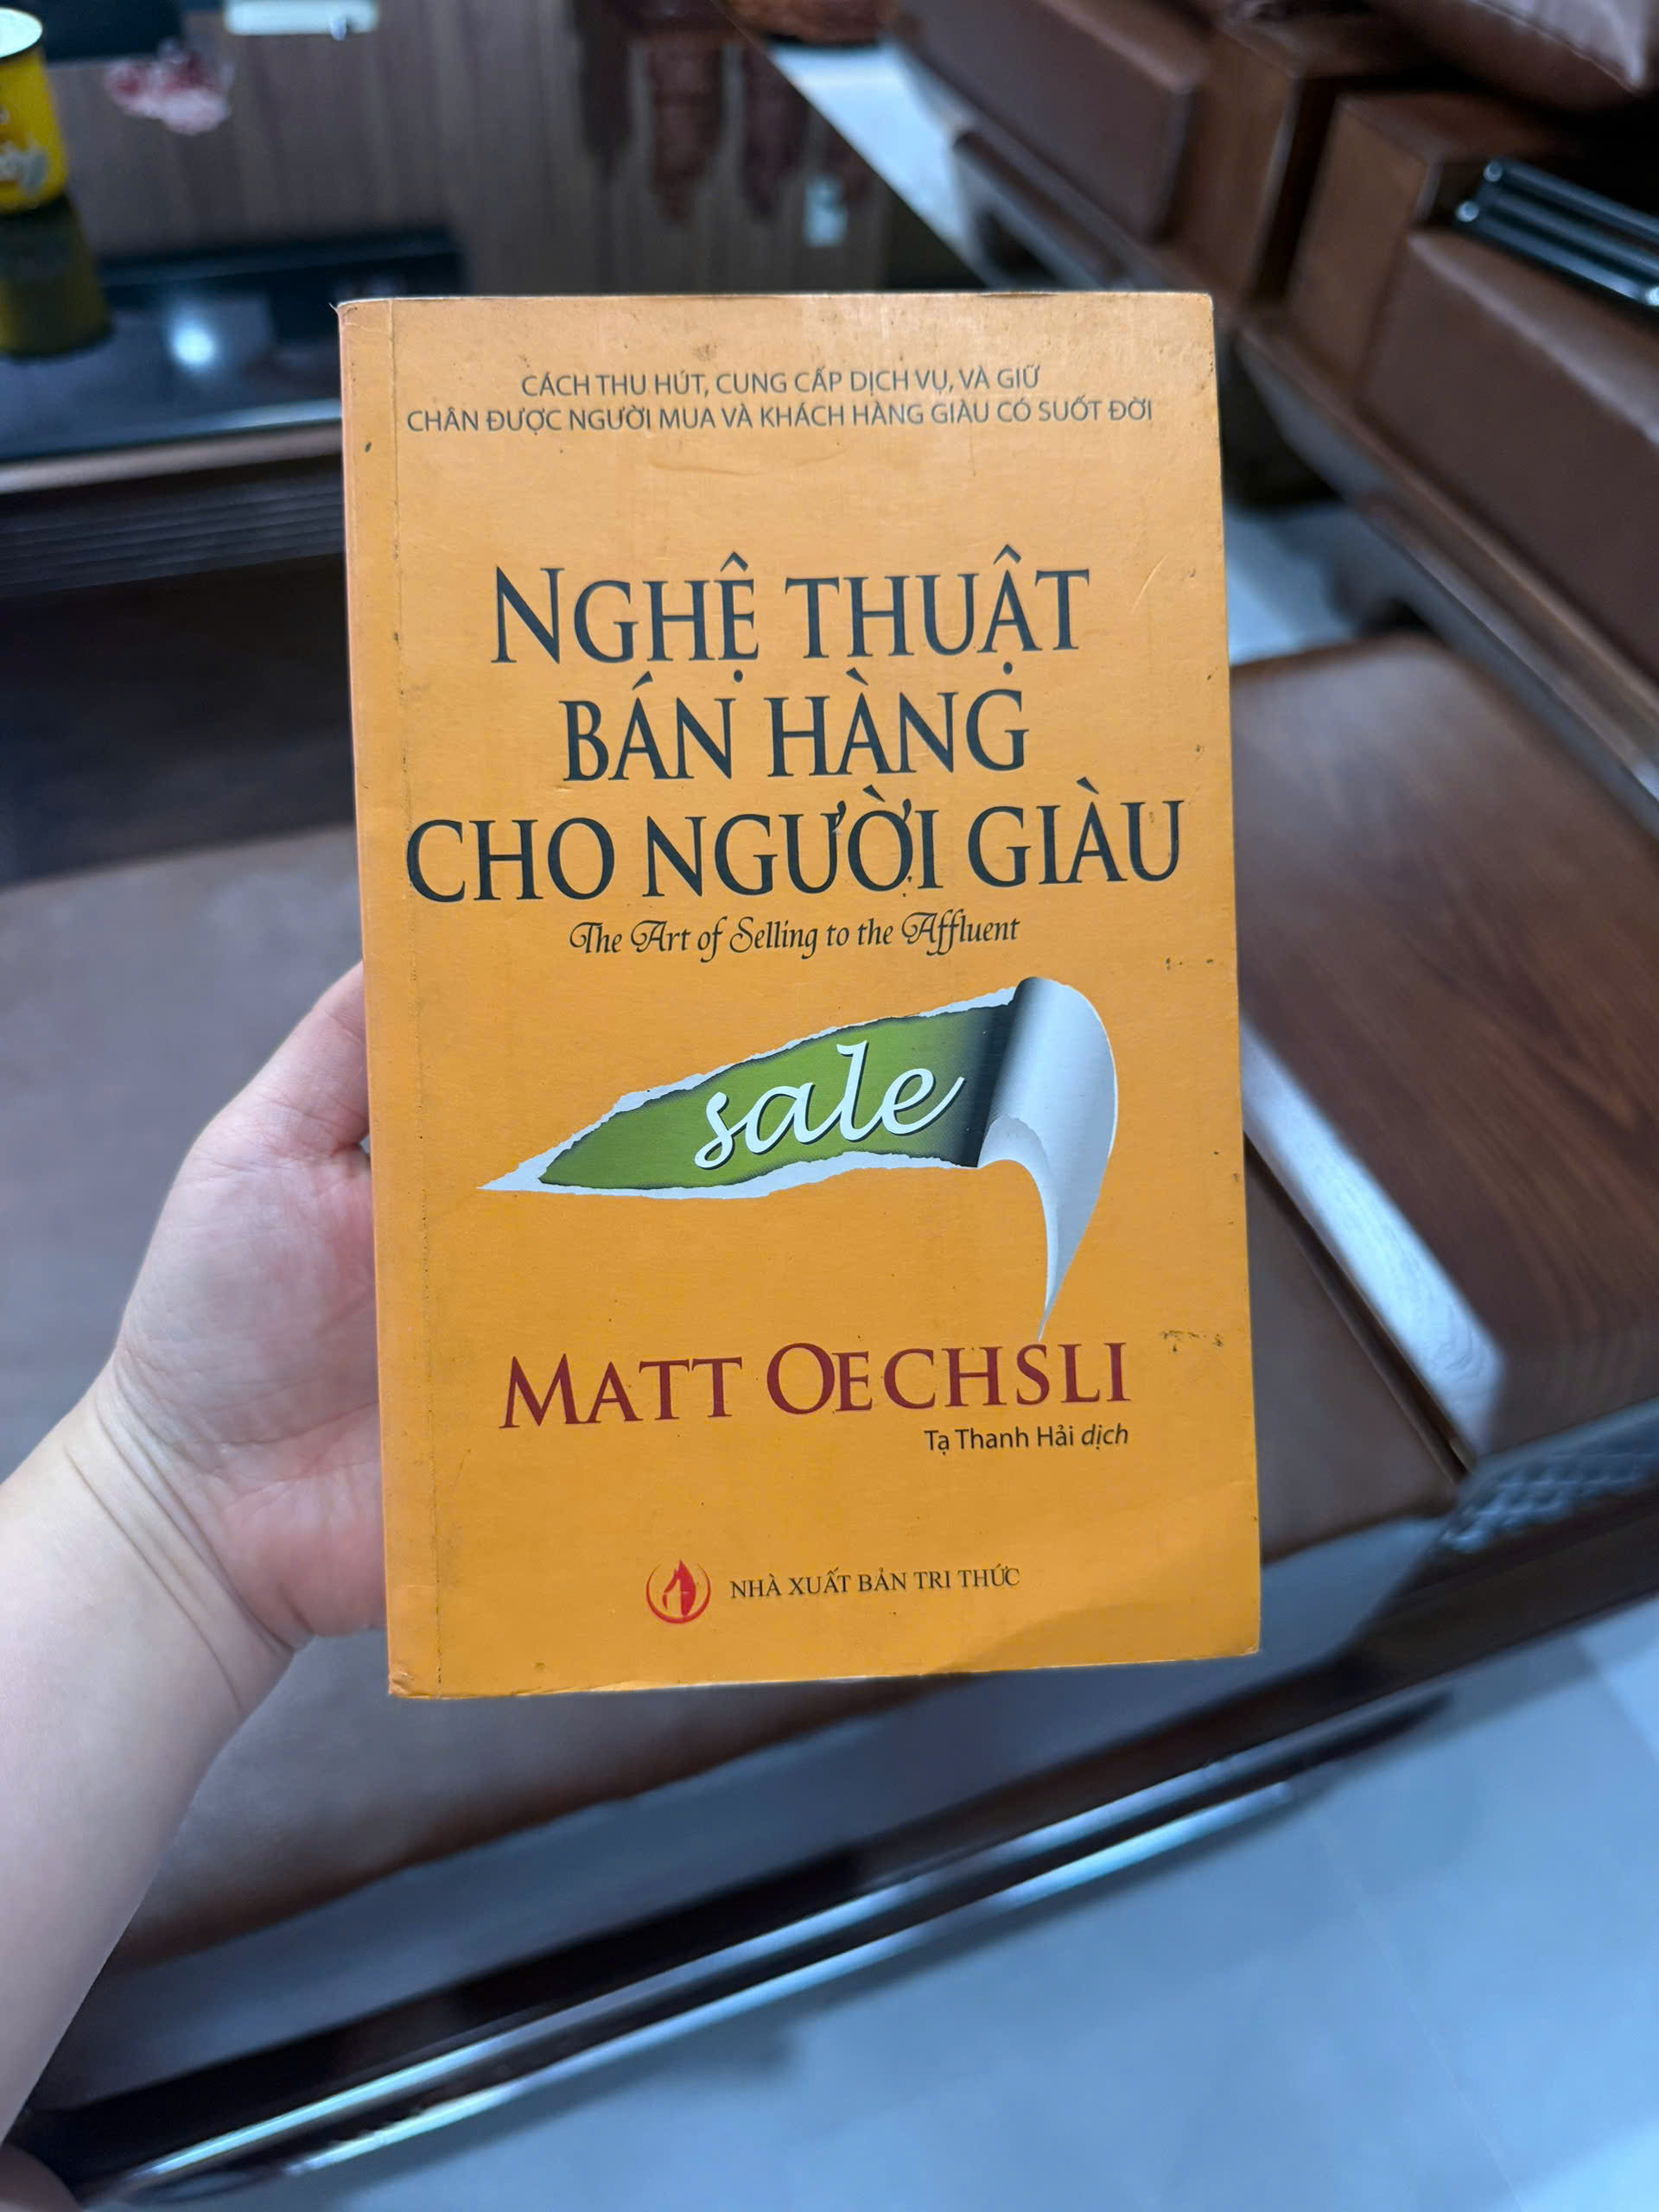 CÁCH THU HÚT, CUNG CẤP DỊCH VỤ, VÀ GIỮ
CHÂN ĐƯỢC NGƯỜI MUA VÀ KHÁCH HÀNG GIÀU CÓ SUỐT ĐỜI
NGHỆ THUẬT
BÁN HÀNG
CHO NGƯỜI GIÀU
The Art of Selling to the Affluent
sale
MATT OECHSLI
Tạ Thanh Hải dịch
NHÀ XUẤT BẢN TRI THỨC